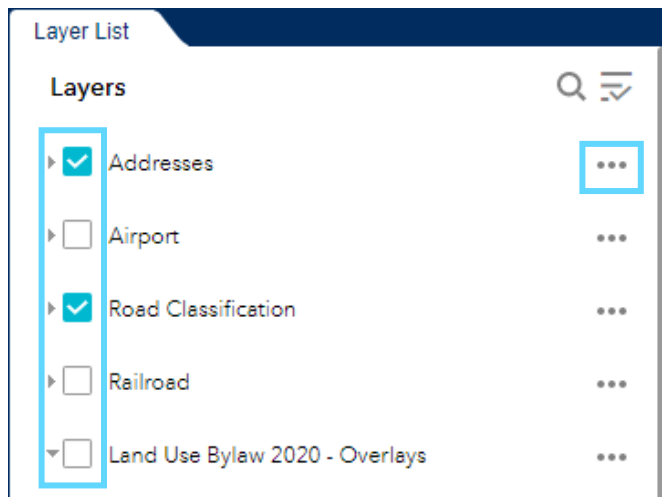 Layer List
Layers
Addresses
Airport
Road Classification
Railroad
Land Use Bylaw 2020 - Overlays